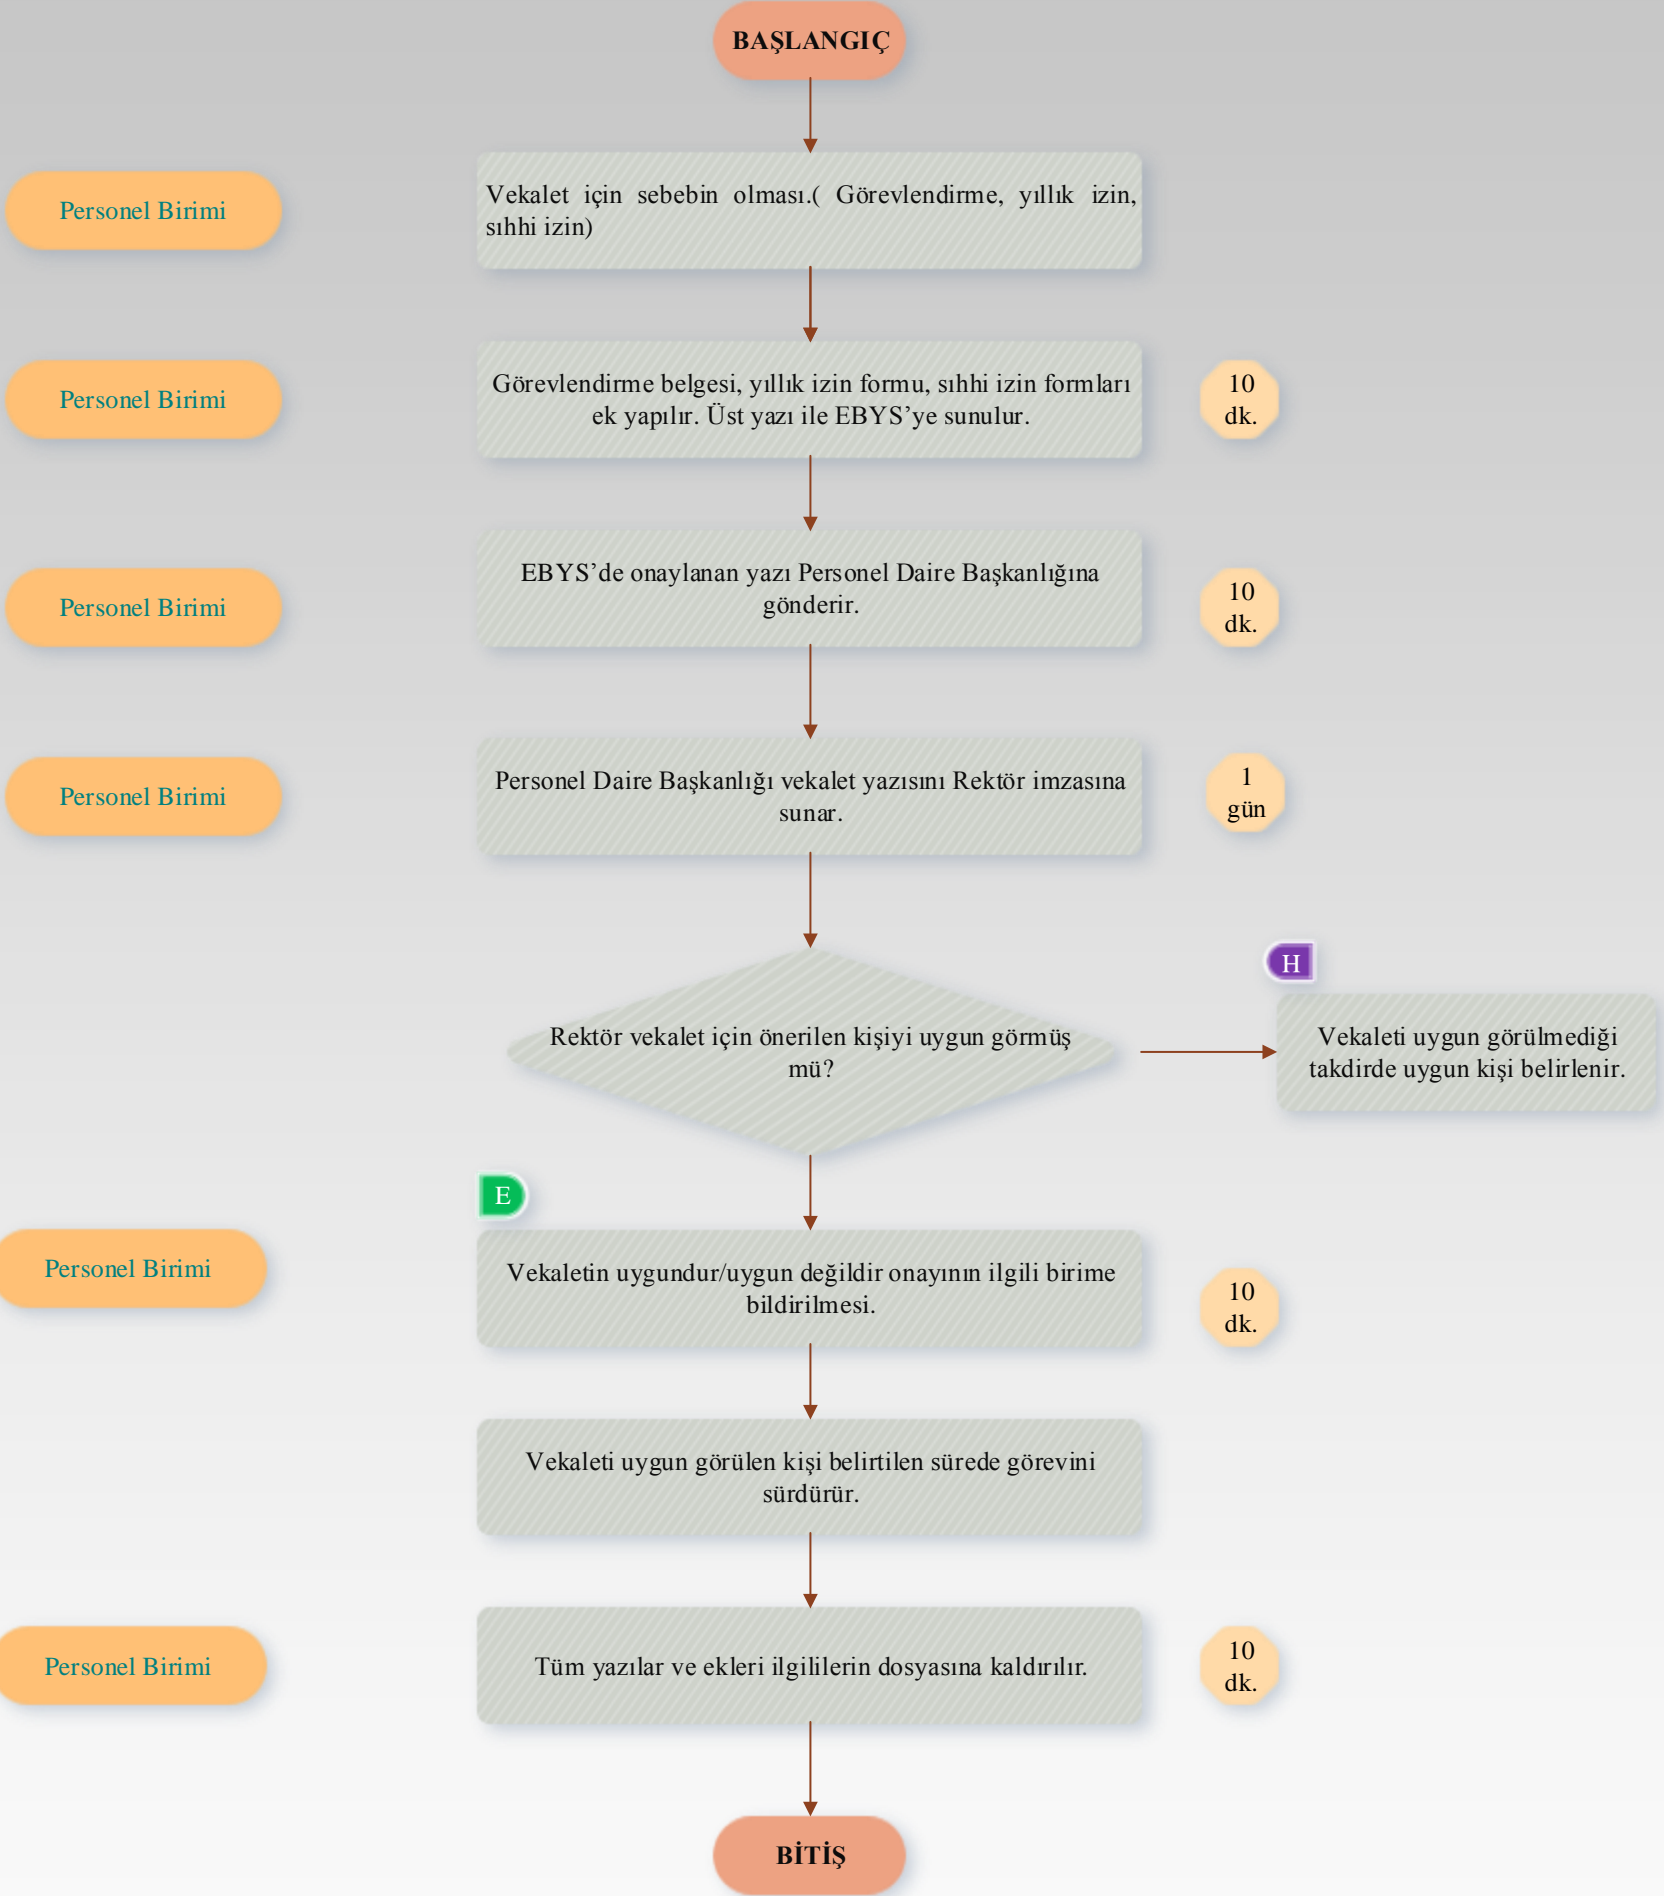 BAŞLANGIÇ
Personel Birimi
Vekalet için sebebin olması.( Görevlendirme, yıllık izin,
sıhhi izin)
Personel Birimi
Görevlendirme belgesi, yıllık izin formu, sıhhi izin formları
ek yapılır. Üst yazı ile EBYS’ye sunulur.
10
dk.
Personel Birimi
EBYS’de onaylanan yazı Personel Daire Başkanlığına
gönderir.
10
dk.
Personel Birimi
Personel Daire Başkanlığı vekalet yazısını Rektör imzasına
sunar.
1
gün
Rektör vekalet için önerilen kişiyi uygun görmüş
mü?
H
Vekaleti uygun görülmediği
takdirde uygun kişi belirlenir.
E
Personel Birimi
Vekaletin uygundur/uygun değildir onayının ilgili birime
bildirilmesi.
10
dk.
Vekaleti uygun görülen kişi belirtilen sürede görevini
sürdürür.
Personel Birimi
Tüm yazılar ve ekleri ilgililerin dosyasına kaldırılır.
10
dk.
BİTİŞ